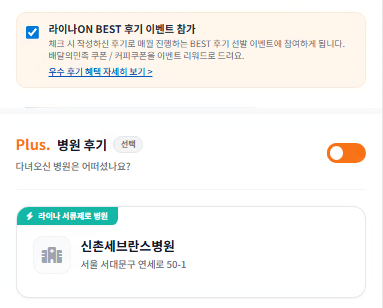 라이나ON BEST 후기 이벤트 참가
체크 시 작성하신 후기로 매월 진행하는 BEST 후기 선발 이벤트에 참여하게 됩니다.
배달의민족 쿠폰 / 커피쿠폰을 이벤트 리워드로 드려요.
우수 후기 혜택 자세히 보기 >
Plus. 병원 후기 선택
다녀오신 병원은 어떠셨나요?
라이나 서류제로 병원
신촌세브란스병원
서울 서대문구 연세로 50-1